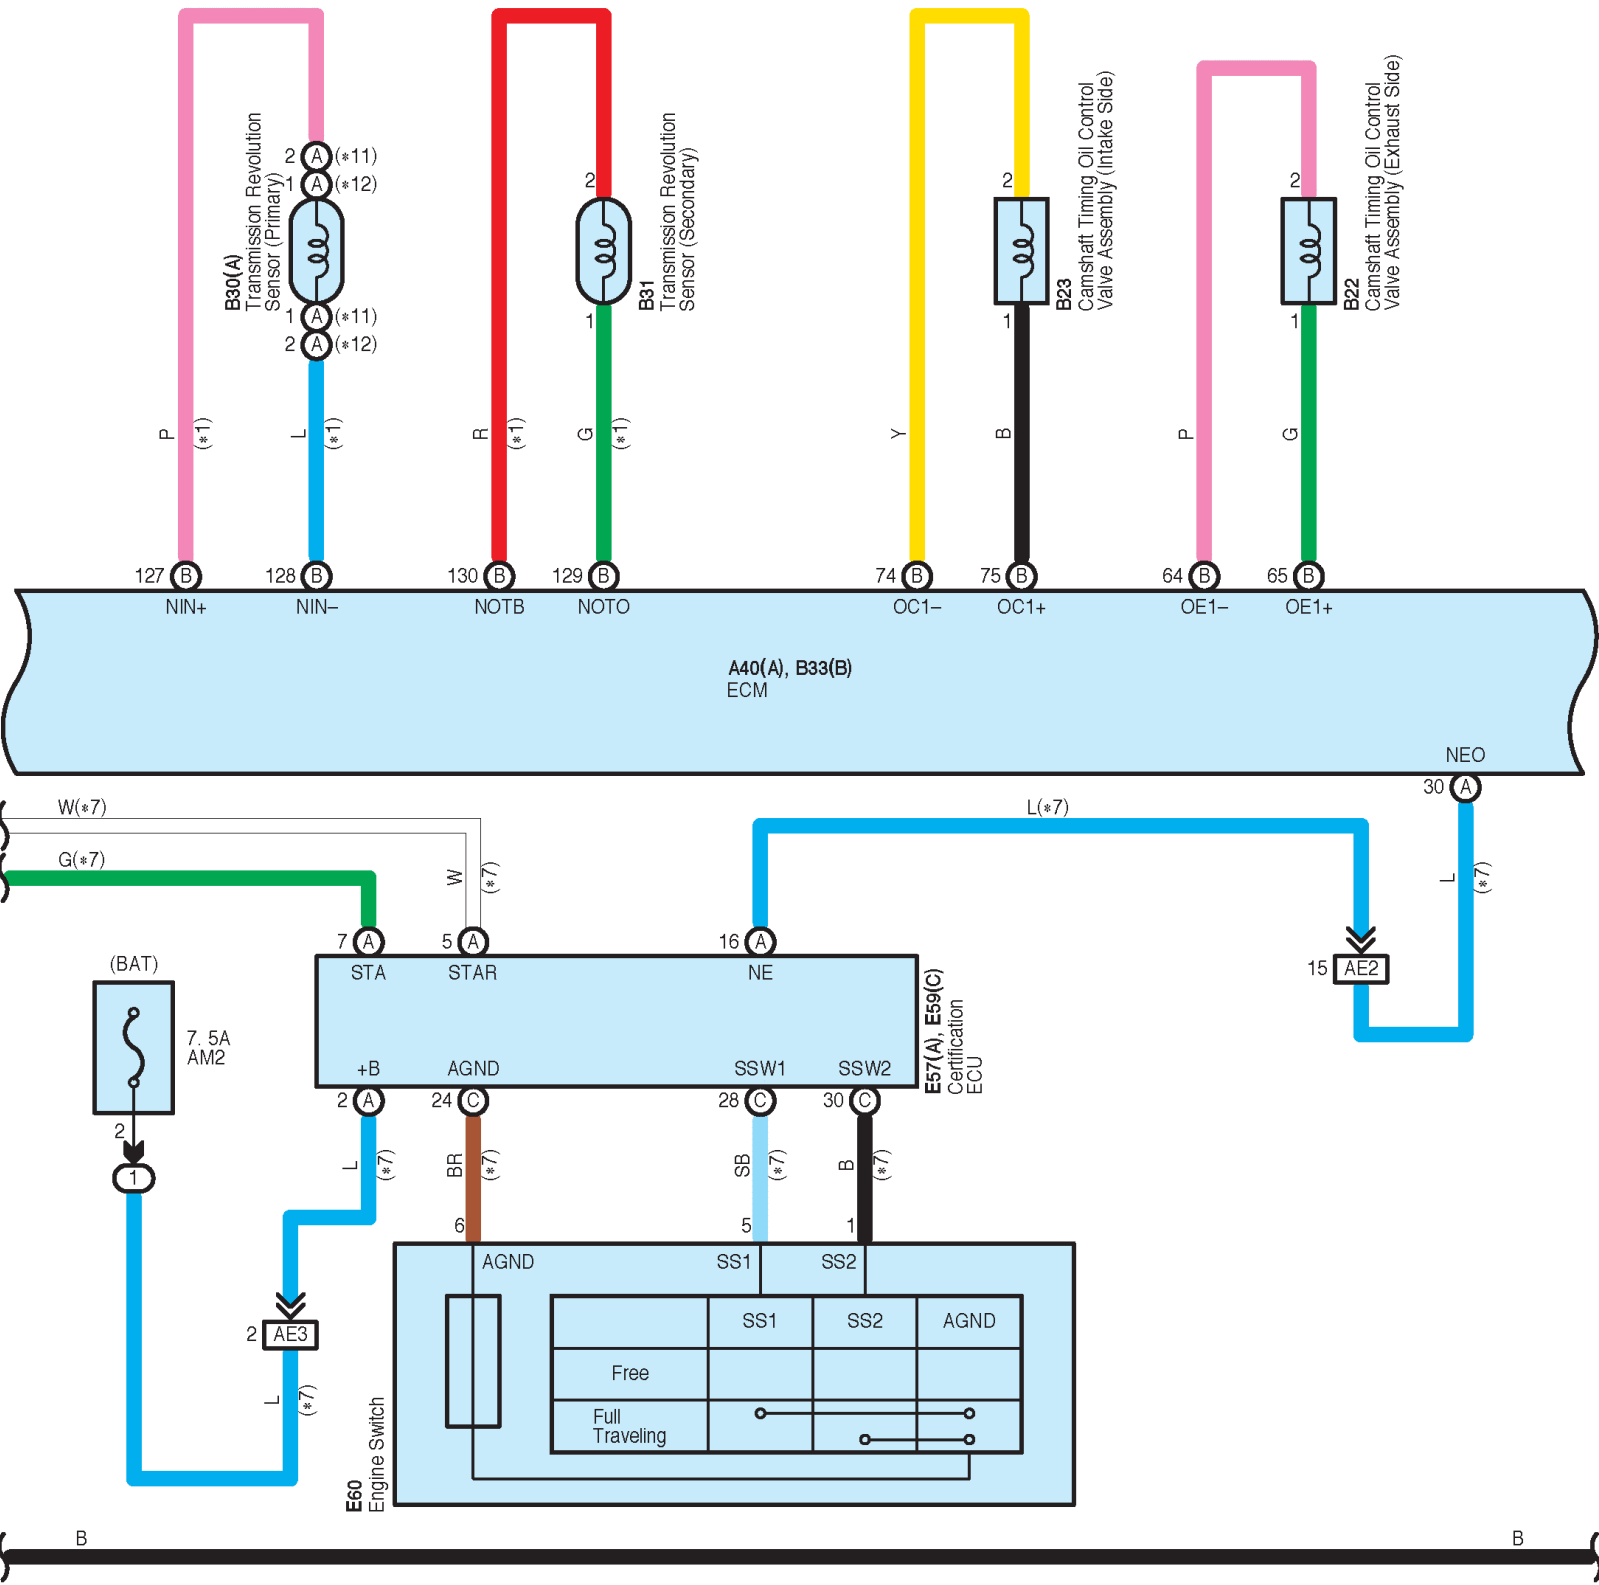 2 A (*11)
1 A (*12)
B30(A)
Transmission Revolution
Sensor (Primary)
1 A (*11)
2 A (*12)
2
B31
Transmission Revolution
Sensor (Secondary)
1
2
B23
Camshaft Timing Oil Control
Valve Assembly (Intake Side)
1
2
B22
Camshaft Timing Oil Control
Valve Assembly (Exhaust Side)
1
P (*1)
L (*1)
R (*1)
G (*1)
Y
B
P
G
127 B
128 B
130 B
129 B
74 B
75 B
64 B
65 B
NIN+
NIN–
NOTB
NOTO
OC1–
OC1+
OE1–
OE1+
A40(A), B33(B)
ECM
NEO
30 A
W(*7)
L(*7)
G(*7)
W (*7)
L (*7)
7 A
5 A
16 A
STA
STAR
NE
15 AE2
(BAT)
7. 5A
AM2
2
1
E57(A), E59(C)
Certification
ECU
+B
AGND
SSW1
SSW2
2 A
24 C
28 C
30 C
L (*7)
BR (*7)
SB (*7)
B (*7)
6
5
1
AGND
SS1
SS2
2 AE3
L (*7)
SS1
SS2
AGND
Free
Full
Traveling
E60
Engine Switch
B
B